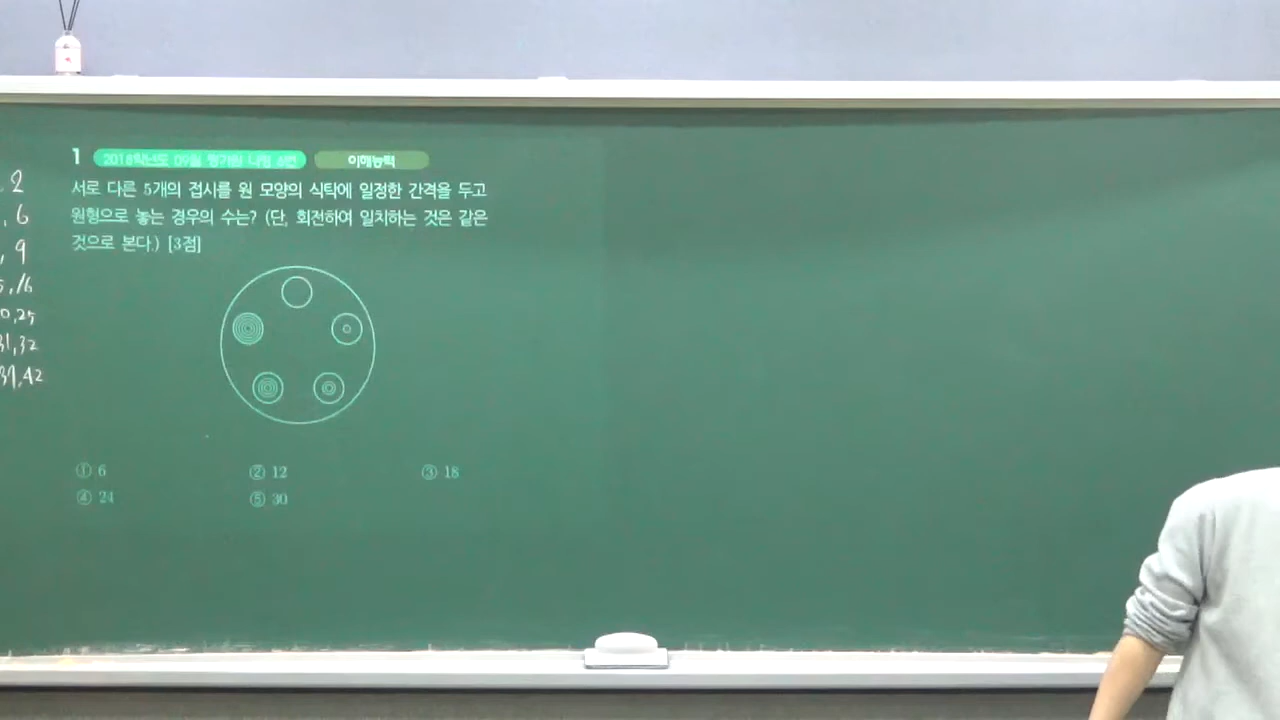 1 2018학년도 09월 평가원 나형 6번 이해능력
서로 다른 5개의 접시를 원 모양의 식탁에 일정한 간격을 두고
원형으로 놓는 경우의 수는? (단, 회전하여 일치하는 것은 같은
것으로 본다.) [3점]
① 6 ② 12 ③ 18
④ 24 ⑤ 30
. 2
, 6
, 9
5,16
0,25
31,32
39,42